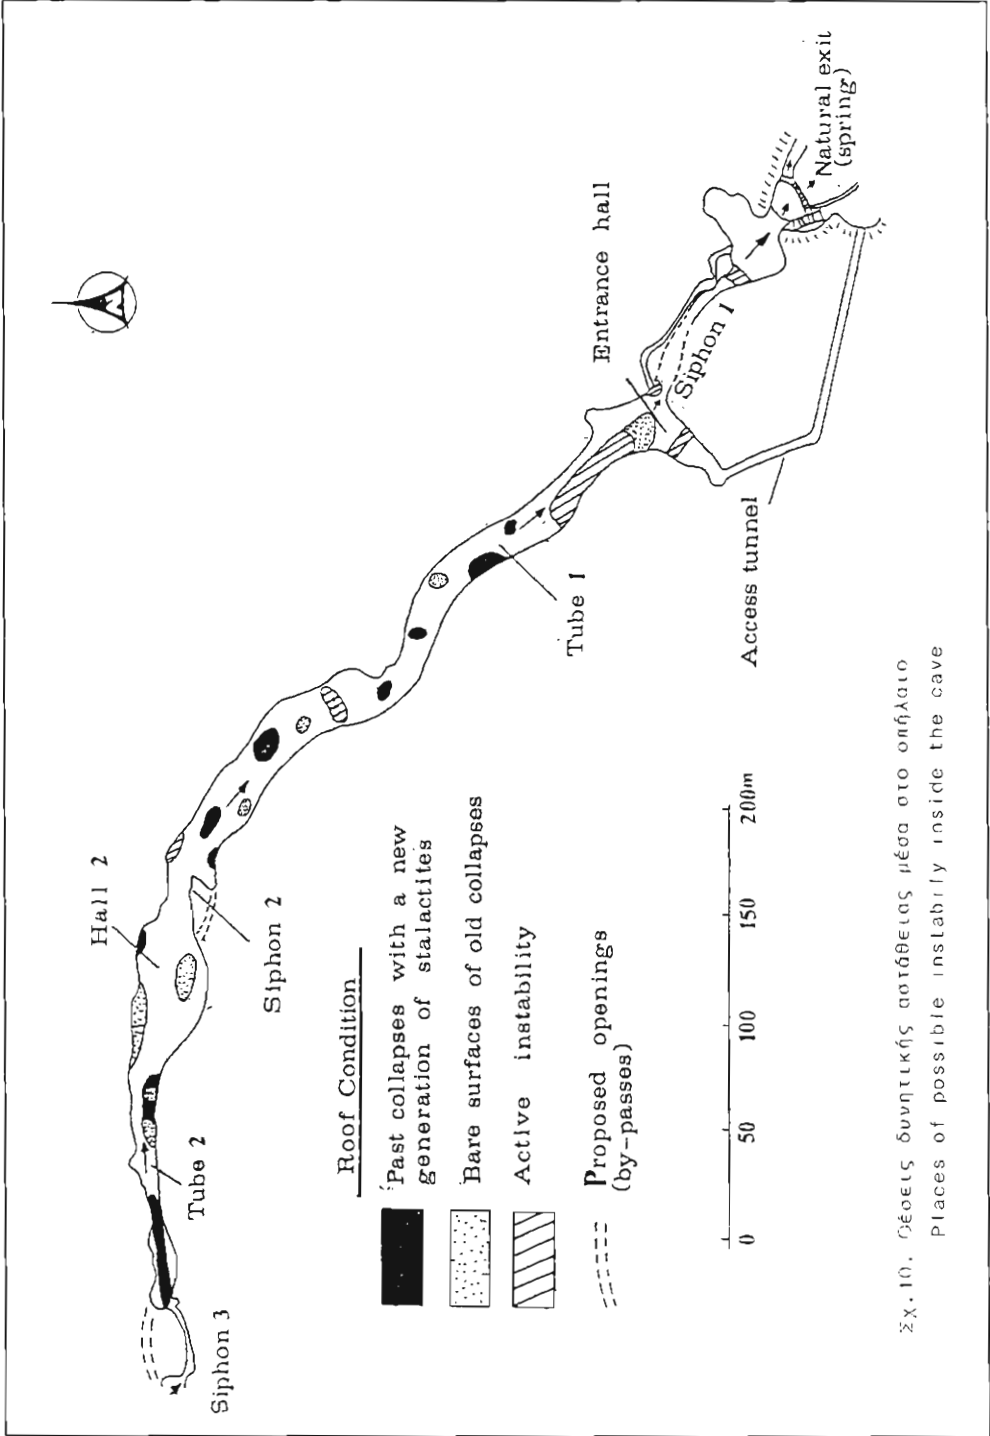 Natural exit
(spring)
Entrance hall
Siphon 1
Access tunnel
Tube 1
Hall 2
Siphon 2
Tube 2
Siphon 3
Roof Condition
Past collapses with a new
generation of stalactites
Bare surfaces of old collapses
Active instability
Proposed openings
(by-passes)
0 50 100 150 200m
Σχ. 10. Θέσεις δυνητικής αστάθειας μέσα στο σπήλαιο
Places of possible instabily inside the cave